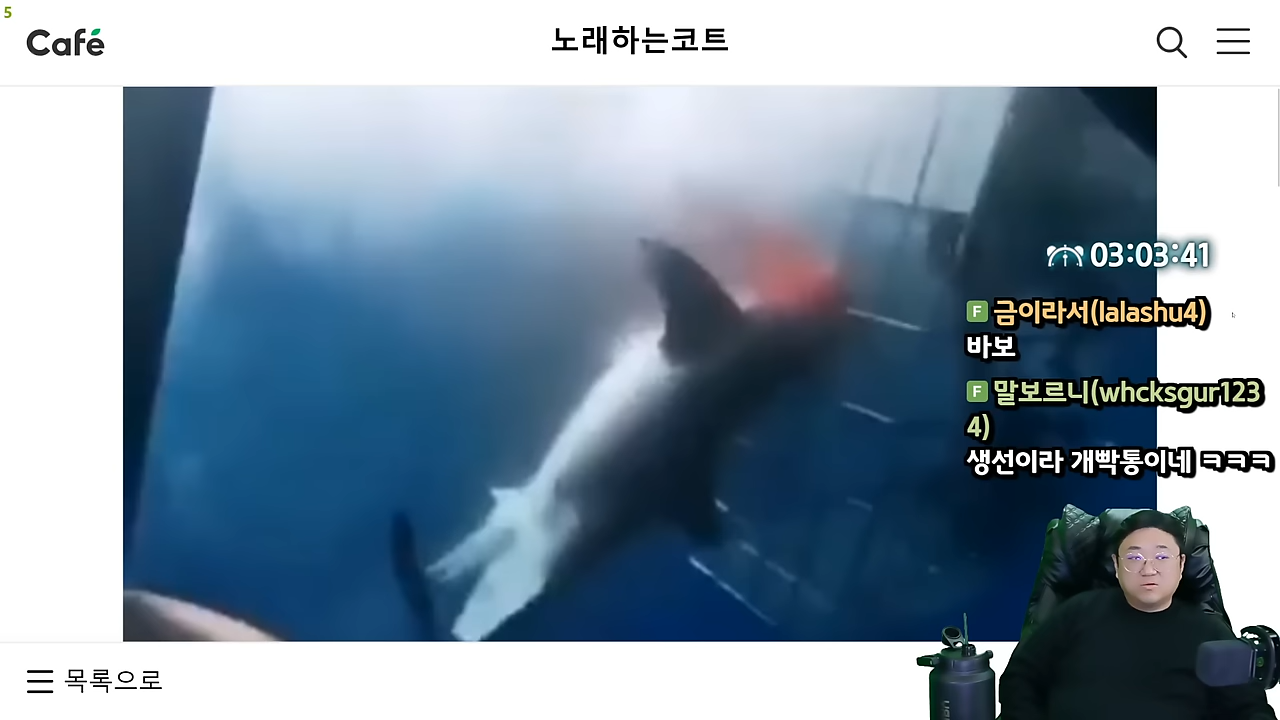 5
Café
노래하는코트
03:03:41
F 금이라서(lalashu4)
바보
F 말보르니(whcksgur123
4)
생선이라 개빡통이네 ㅋㅋㅋ
목록으로